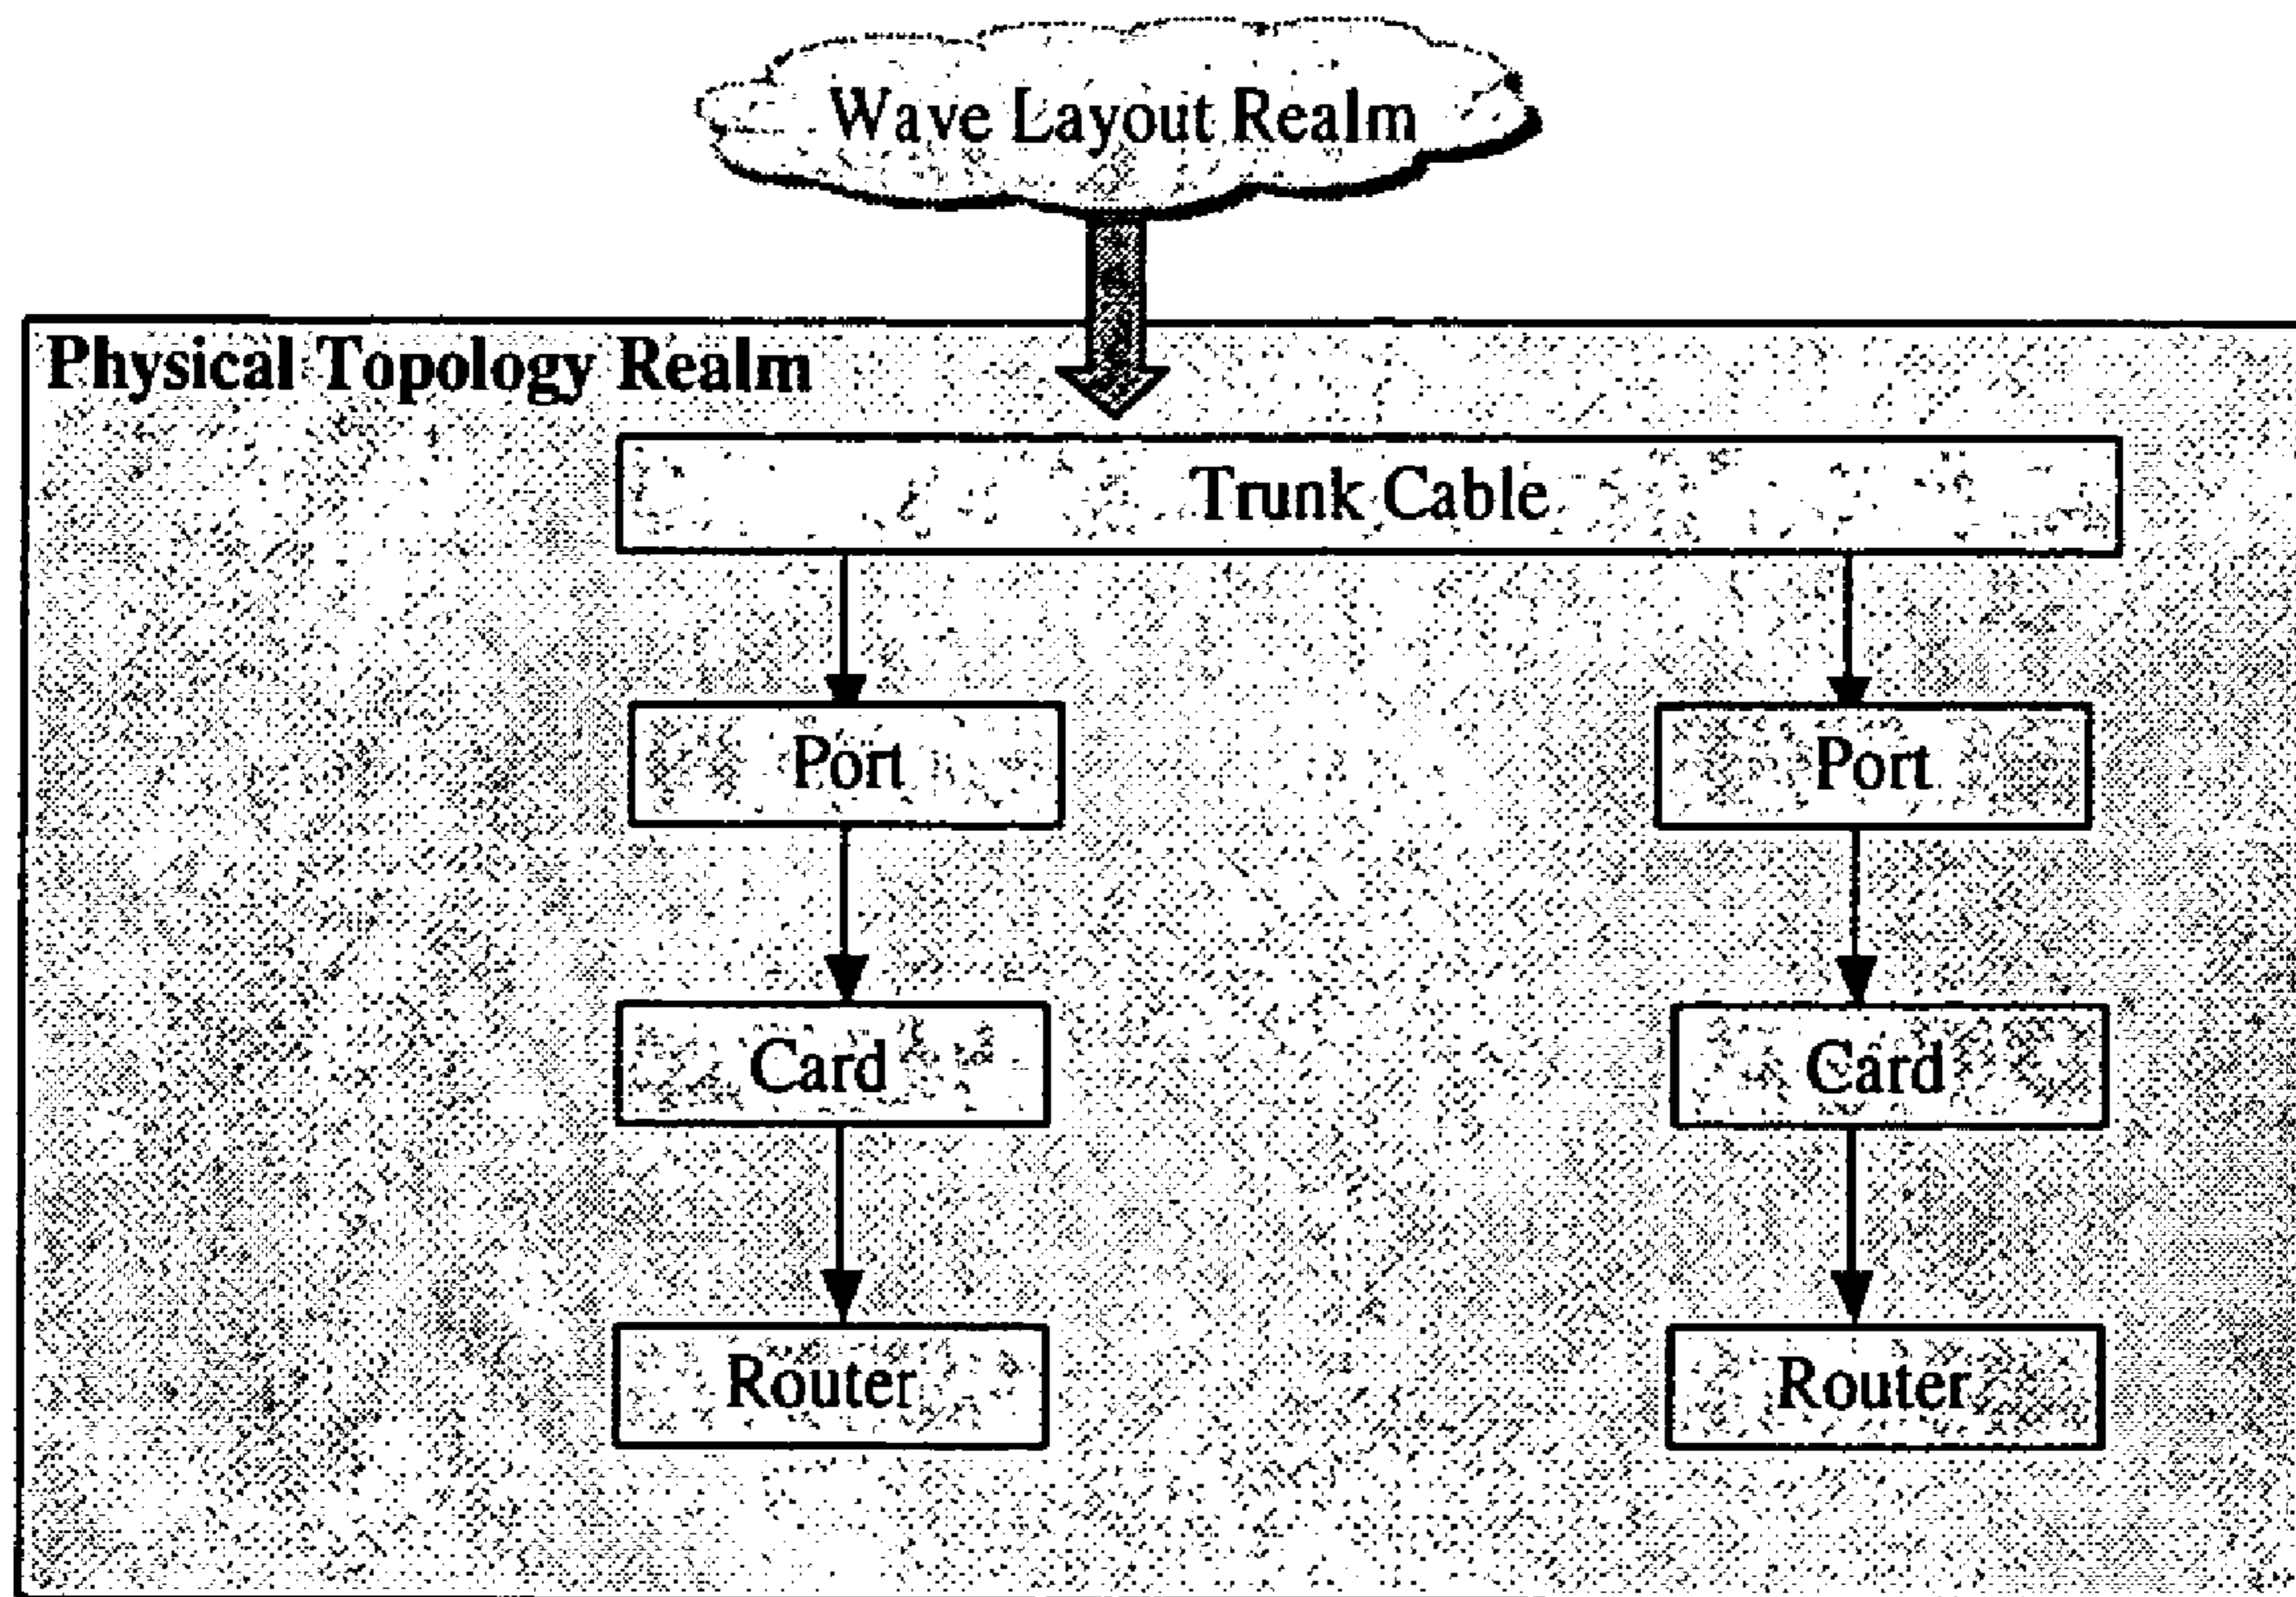 Wave Layout Realm
Physical Topology Realm
Trunk Cable
Port
Port
Card
Card
Router
Router